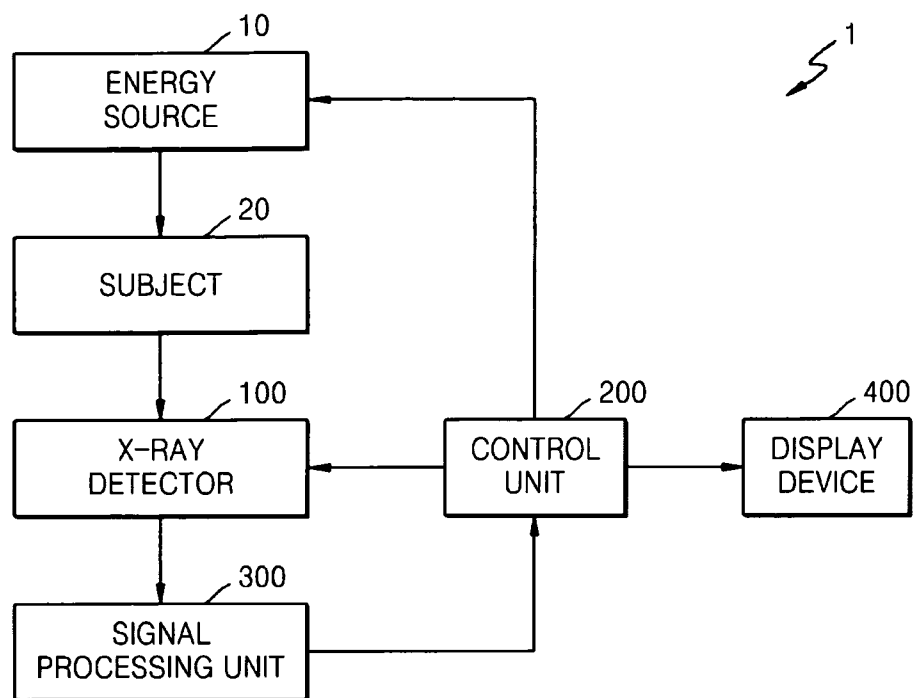 10
1
ENERGY
SOURCE
20
SUBJECT
100
200
400
X-RAY
DETECTOR
CONTROL
UNIT
DISPLAY
DEVICE
300
SIGNAL
PROCESSING UNIT